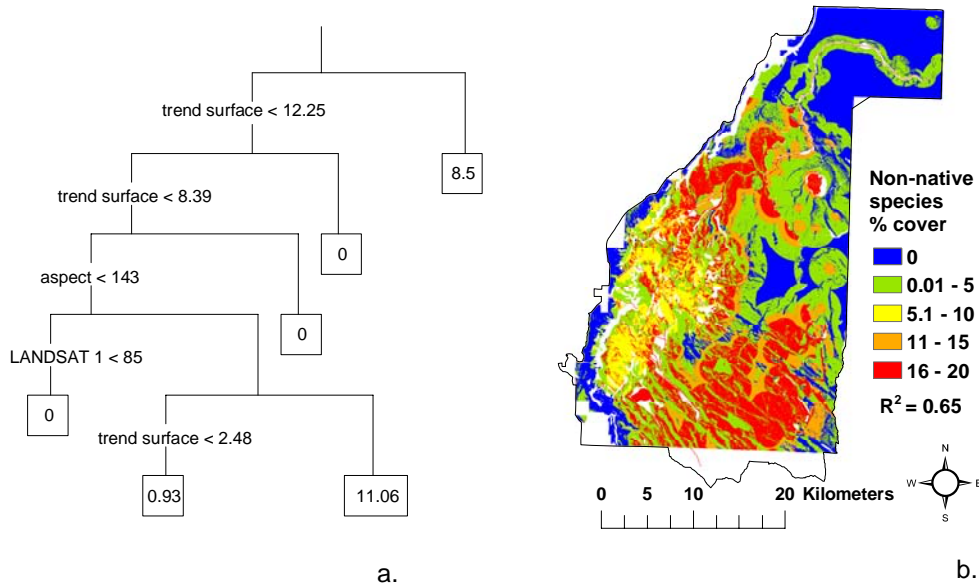 trend surface < 12.25
8.5
trend surface < 8.39
0
aspect < 143
0
LANDSAT 1 < 85
0
trend surface < 2.48
0.93
11.06
a.
Non-native
species
% cover
0
0.01 - 5
5.1 - 10
11 - 15
16 - 20
R² = 0.65
N
W
E
S
0 5 10 20 Kilometers
b.